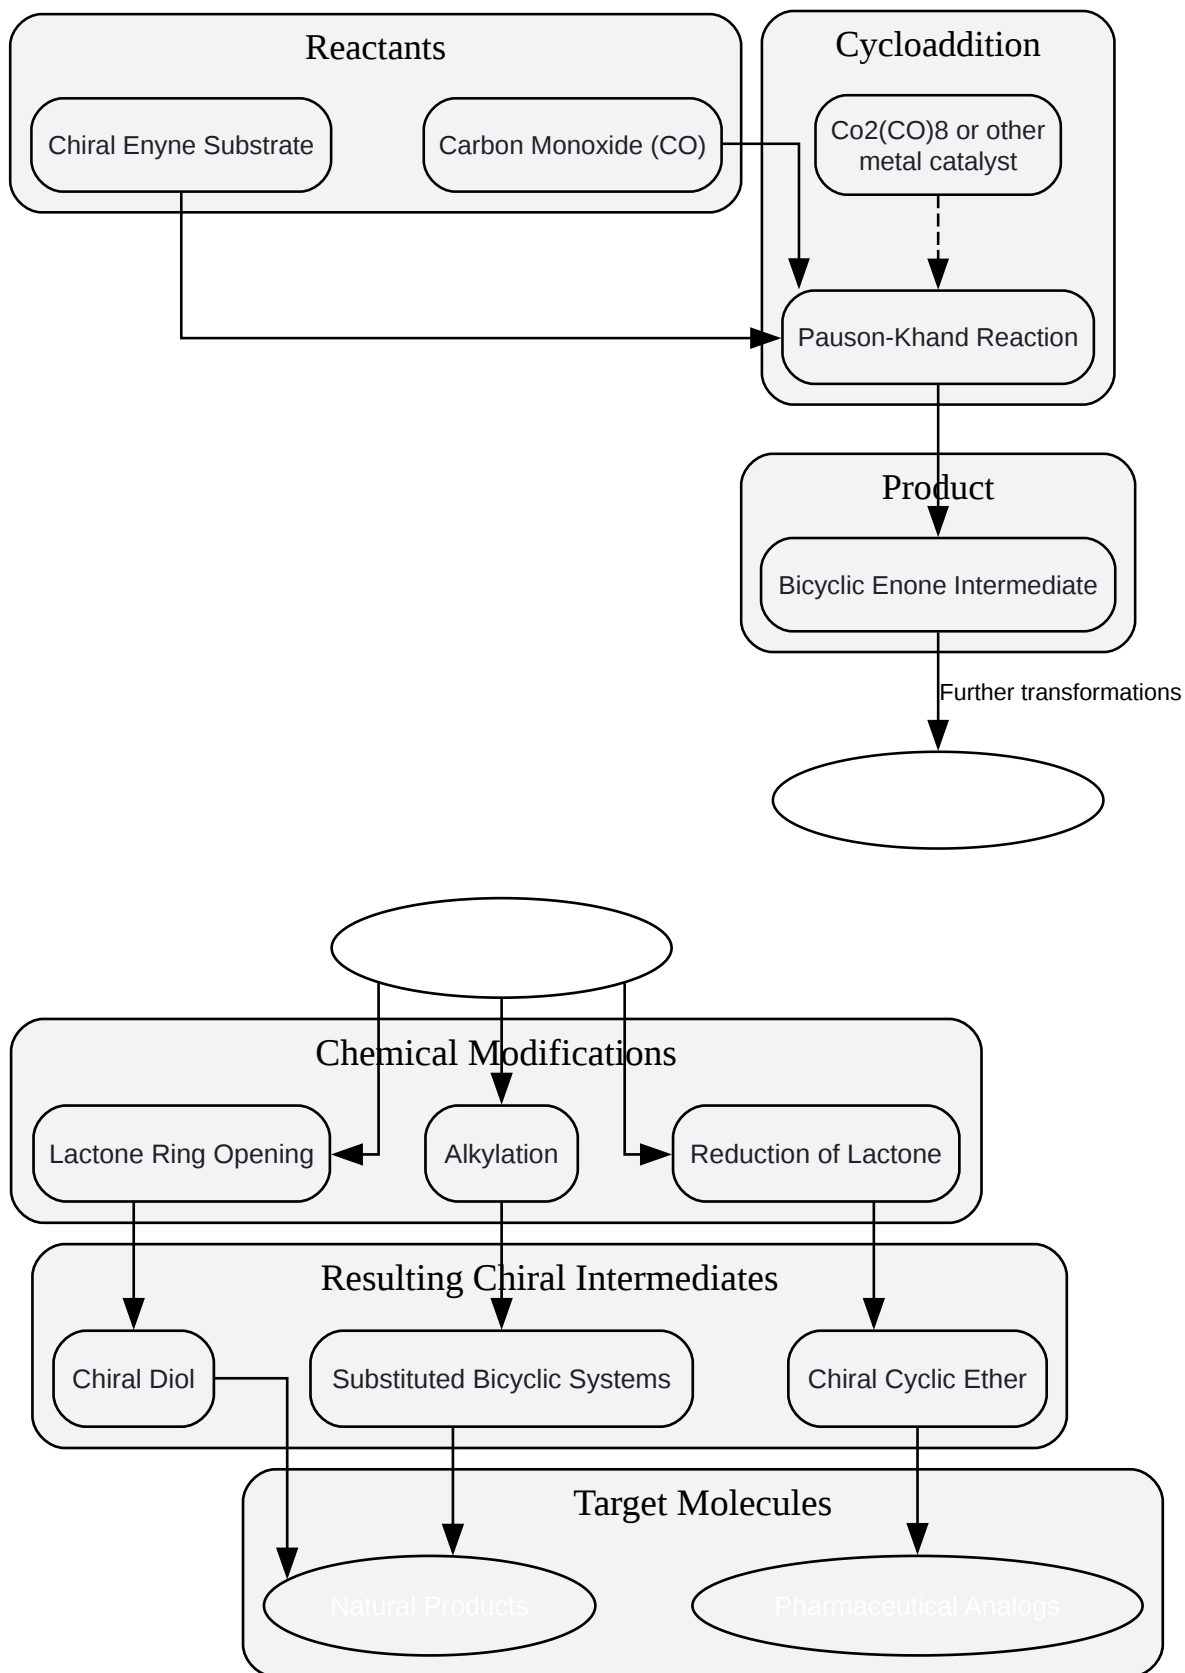 Reactants
Cycloaddition
Chiral Enyne Substrate
Carbon Monoxide (CO)
Co2(CO)8 or other
metal catalyst
Pauson-Khand Reaction
Product
Bicyclic Enone Intermediate
Further transformations
Chemical Modifications
Lactone Ring Opening
Alkylation
Reduction of Lactone
Resulting Chiral Intermediates
Chiral Diol
Substituted Bicyclic Systems
Chiral Cyclic Ether
Target Molecules
Natural Products
Pharmaceutical Analogs